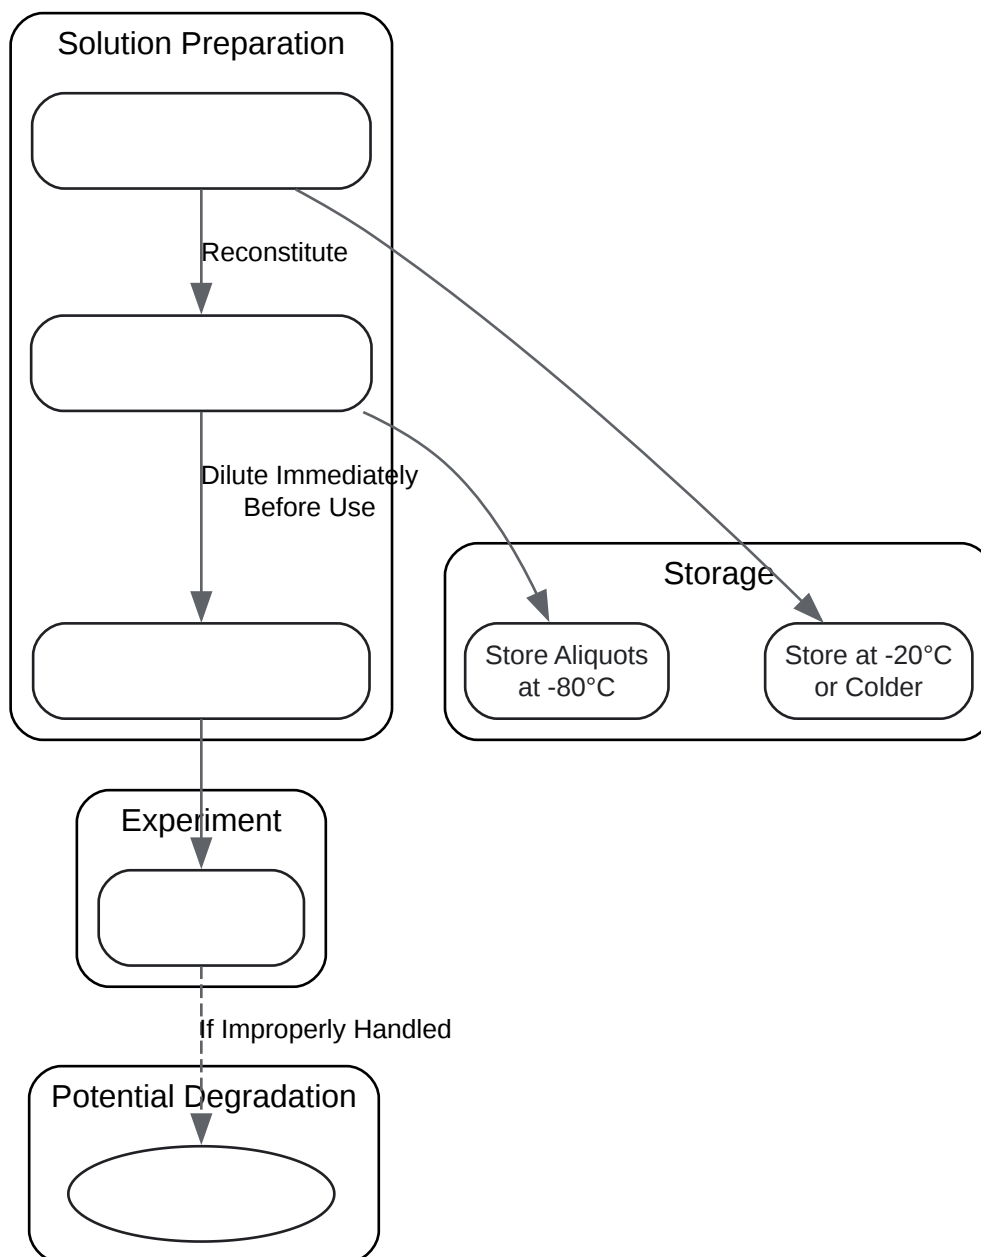 Solution Preparation
Reconstitute
Dilute Immediately
Before Use
Storage
Store Aliquots
at -80°C
Store at -20°C
or Colder
Experiment
If Improperly Handled
Potential Degradation